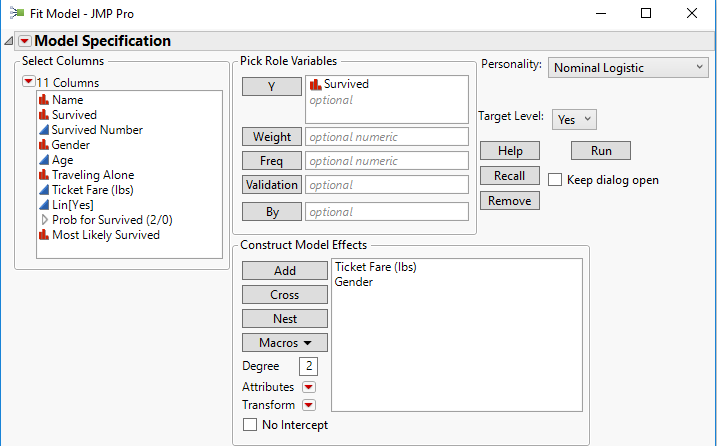 Fit Model - JMP Pro
Model Specification
Select Columns
11 Columns
Name
Survived
Survived Number
Gender
Age
Traveling Alone
Ticket Fare (lbs)
Lin[Yes]
Prob for Survived (2/0)
Most Likely Survived
Pick Role Variables
Y
Survived
optional
Weight
optional numeric
Freq
optional numeric
Validation
optional
By
optional
Personality:
Nominal Logistic
Target Level:
Yes
Help
Run
Recall
Keep dialog open
Remove
Construct Model Effects
Add
Cross
Nest
Macros
Degree
2
Attributes
Transform
No Intercept
Ticket Fare (lbs)
Gender